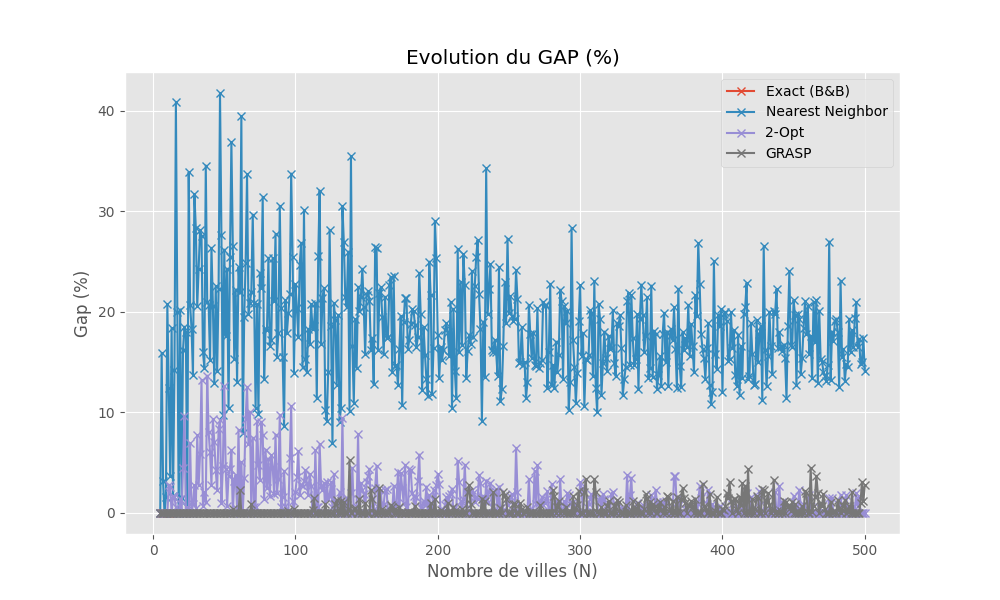 Evolution du GAP (%)
Exact (B&B)
Nearest Neighbor
2-Opt
GRASP
40
30
20
10
0
Gap (%)
0 100 200 300 400 500
Nombre de villes (N)